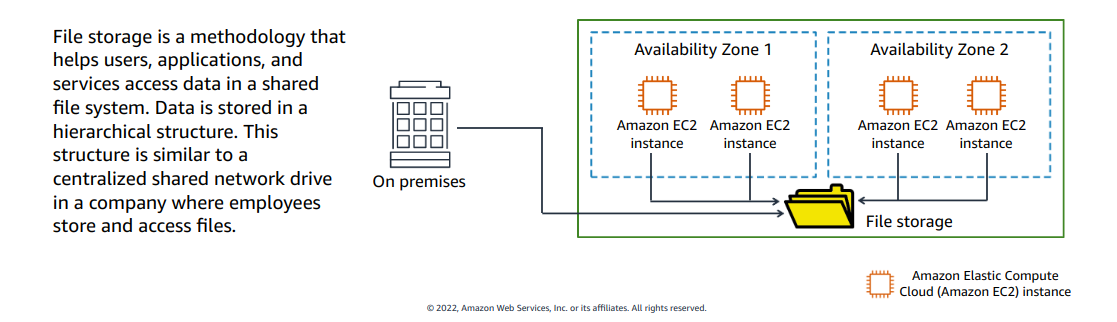 File storage is a methodology that
helps users, applications, and
services access data in a shared
file system. Data is stored in a
hierarchical structure. This
structure is similar to a
centralized shared network drive
in a company where employees
store and access files.
On premises
Availability Zone 1
Amazon EC2
instance
Amazon EC2
instance
Availability Zone 2
Amazon EC2
instance
Amazon EC2
instance
File storage
Amazon Elastic Compute
Cloud (Amazon EC2) instance
© 2022, Amazon Web Services, Inc. or its affiliates. All rights reserved.